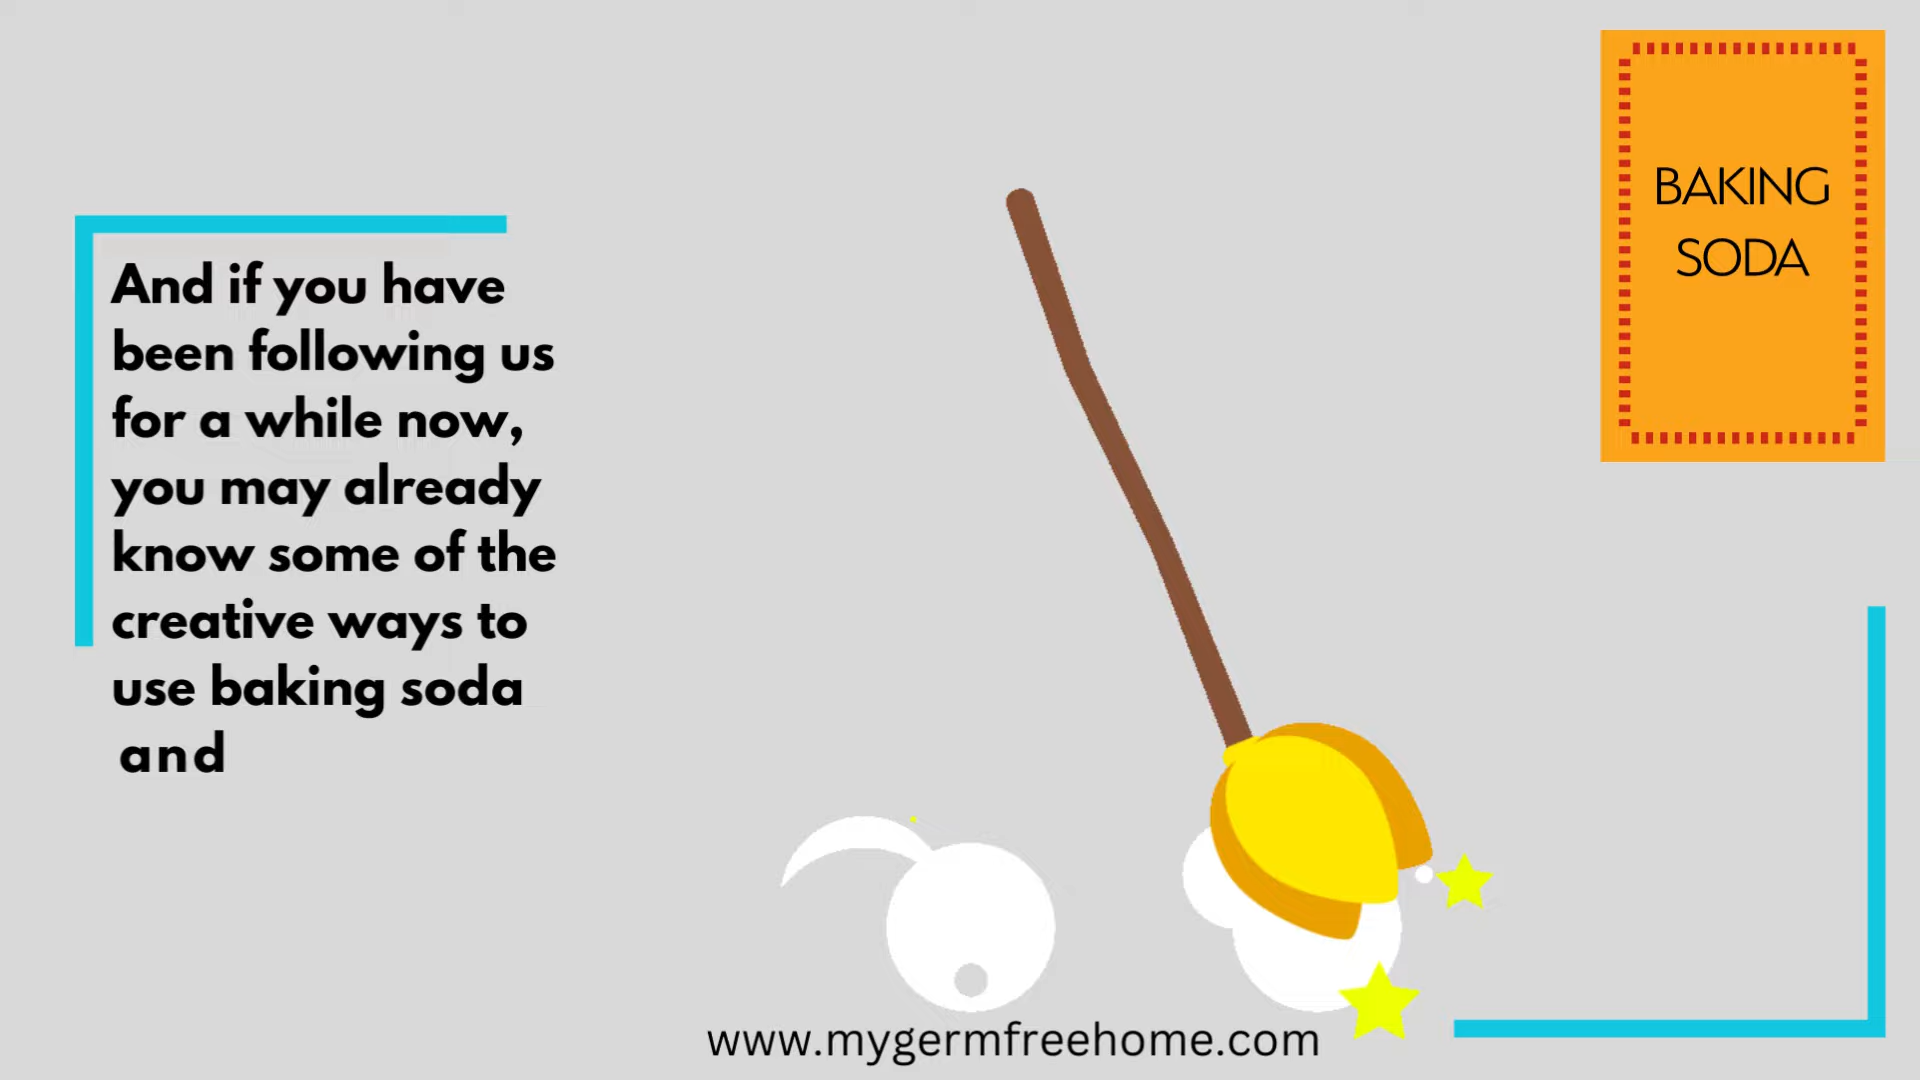 And if you have
been following us
for a while now,
you may already
know some of the
creative ways to
use baking soda
and
BAKING
SODA
www.mygermfreehome.com